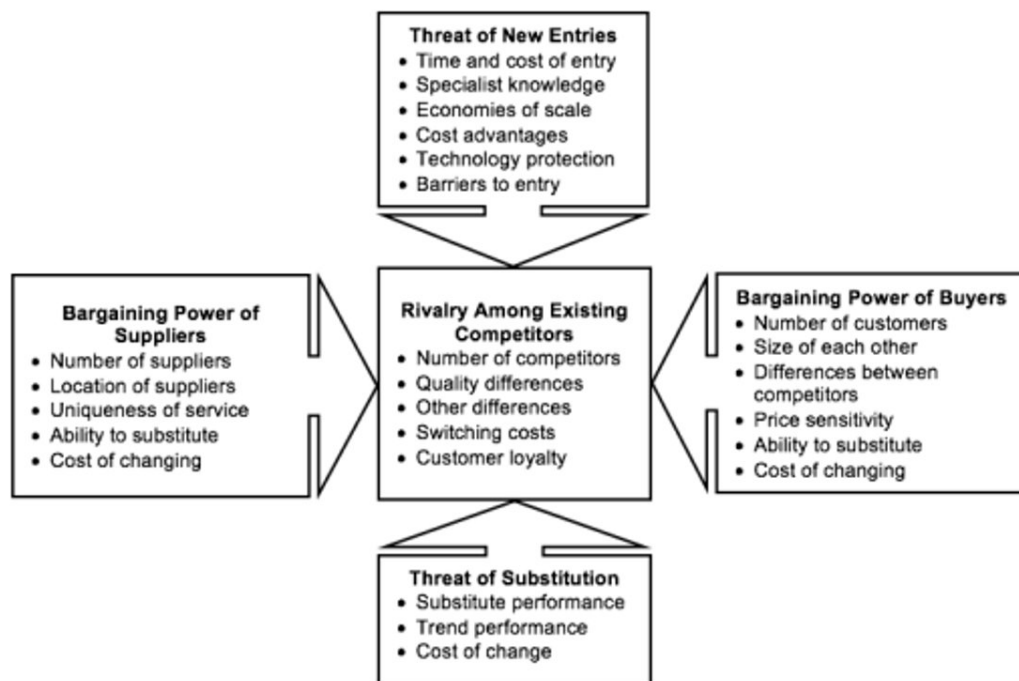 Threat of New Entries
• Time and cost of entry
• Specialist knowledge
• Economies of scale
• Cost advantages
• Technology protection
• Barriers to entry
Bargaining Power of
Suppliers
• Number of suppliers
• Location of suppliers
• Uniqueness of service
• Ability to substitute
• Cost of changing
Rivalry Among Existing
Competitors
• Number of competitors
• Quality differences
• Other differences
• Switching costs
• Customer loyalty
Bargaining Power of Buyers
• Number of customers
• Size of each other
• Differences between
competitors
• Price sensitivity
• Ability to substitute
• Cost of changing
Threat of Substitution
• Substitute performance
• Trend performance
• Cost of change